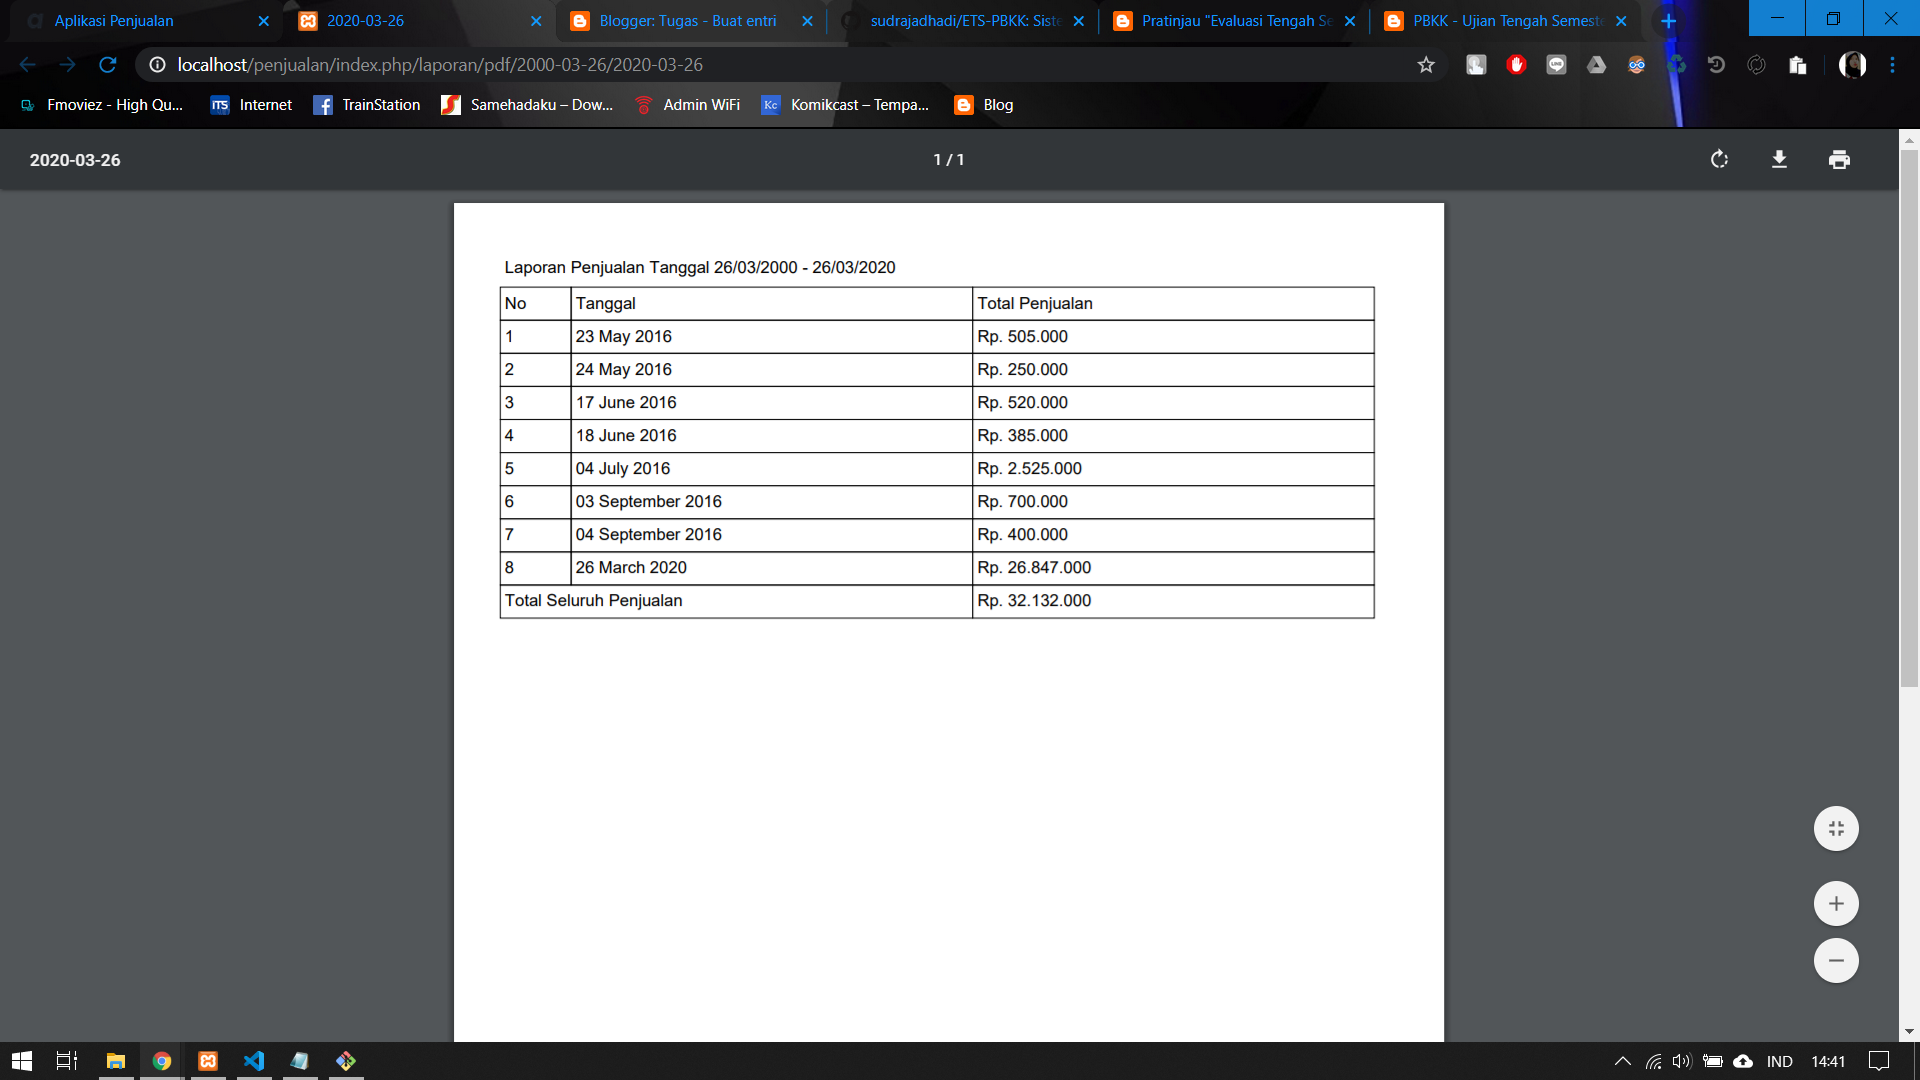 Aplikasi Penjualan
2020-03-26
Blogger: Tugas - Buat entri
sudrajadhadi/ETS-PBKK: Siste
Pratinjau "Evaluasi Tengah Se
PBKK - Ujian Tengah Semeste
localhost/penjualan/index.php/laporan/pdf/2000-03-26/2020-03-26
Fmoviez - High Qu...
ITS Internet
TrainStation
Samehadaku – Dow...
Admin WiFi
Kc Komikcast – Tempa...
Blog
2020-03-26
1 / 1
Laporan Penjualan Tanggal 26/03/2000 - 26/03/2020
No Tanggal Total Penjualan
1 23 May 2016 Rp. 505.000
2 24 May 2016 Rp. 250.000
3 17 June 2016 Rp. 520.000
4 18 June 2016 Rp. 385.000
5 04 July 2016 Rp. 2.525.000
6 03 September 2016 Rp. 700.000
7 04 September 2016 Rp. 400.000
8 26 March 2020 Rp. 26.847.000
Total Seluruh Penjualan Rp. 32.132.000
IND 14:41